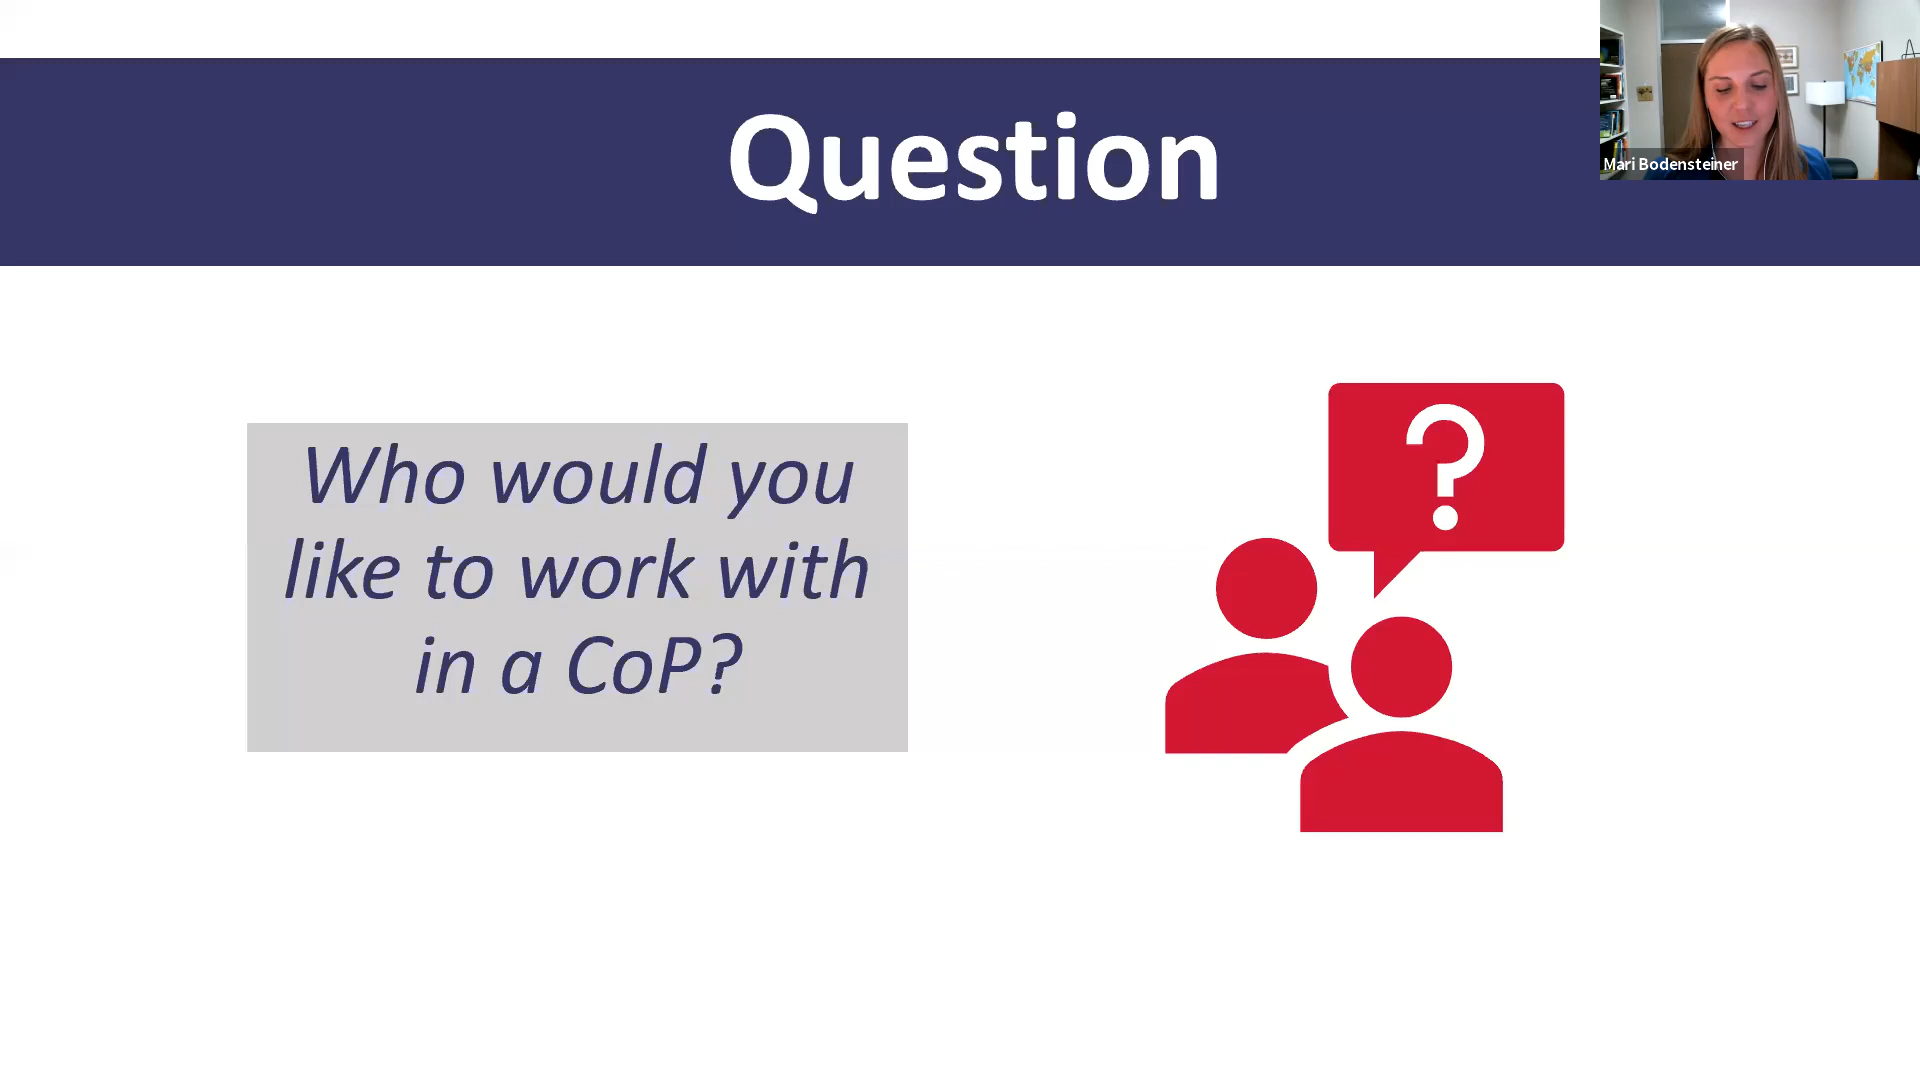 Question
Mari Bodensteiner
Who would you
like to work with
in a CoP?
?